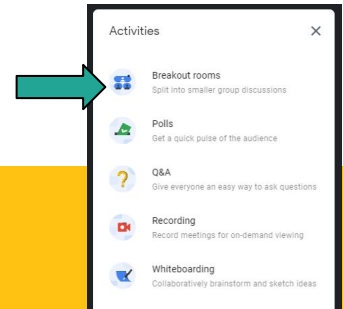 Activities
Breakout rooms
Split into smaller group discussions
Polls
Get a quick pulse of the audience
Q&A
Give everyone an easy way to ask questions
Recording
Record meetings for on-demand viewing
Whiteboarding
Collaboratively brainstorm and sketch ideas